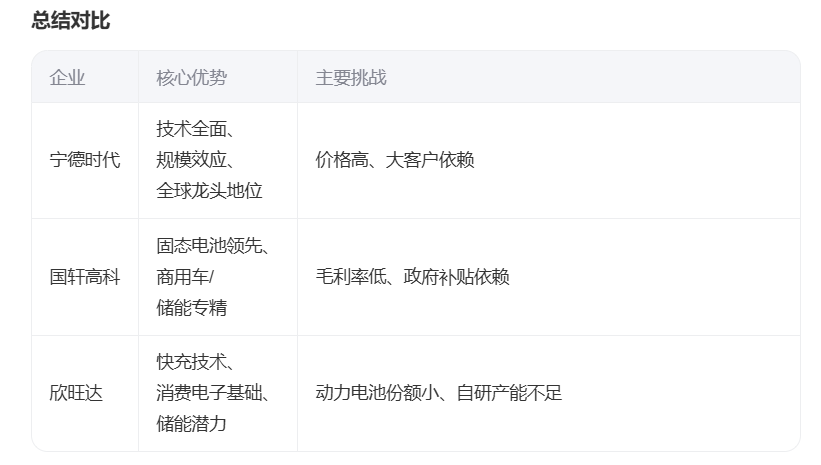 总结对比
企业
核心优势
主要挑战
宁德时代
技术全面、
规模效应、
全球龙头地位
价格高、大客户依赖
国轩高科
固态电池领先、
商用车/
储能专精
毛利率低、政府补贴依赖
欣旺达
快充技术、
消费电子基础、
储能潜力
动力电池份额小、自研产能不足